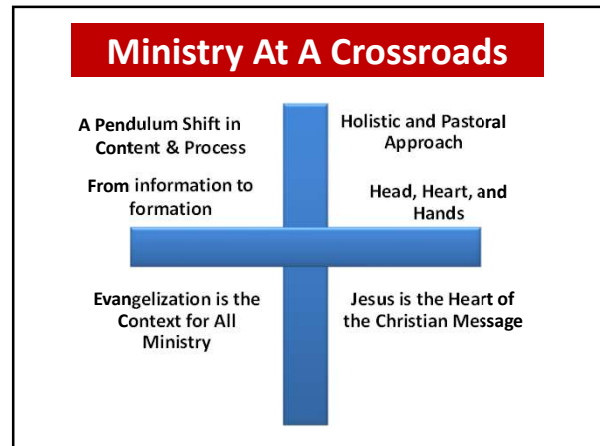 Ministry At A Crossroads
A Pendulum Shift in
Content & Process
From information to
formation
Holistic and Pastoral
Approach
Head, Heart, and
Hands
Evangelization is the
Context for All
Ministry
Jesus is the Heart of
the Christian Message